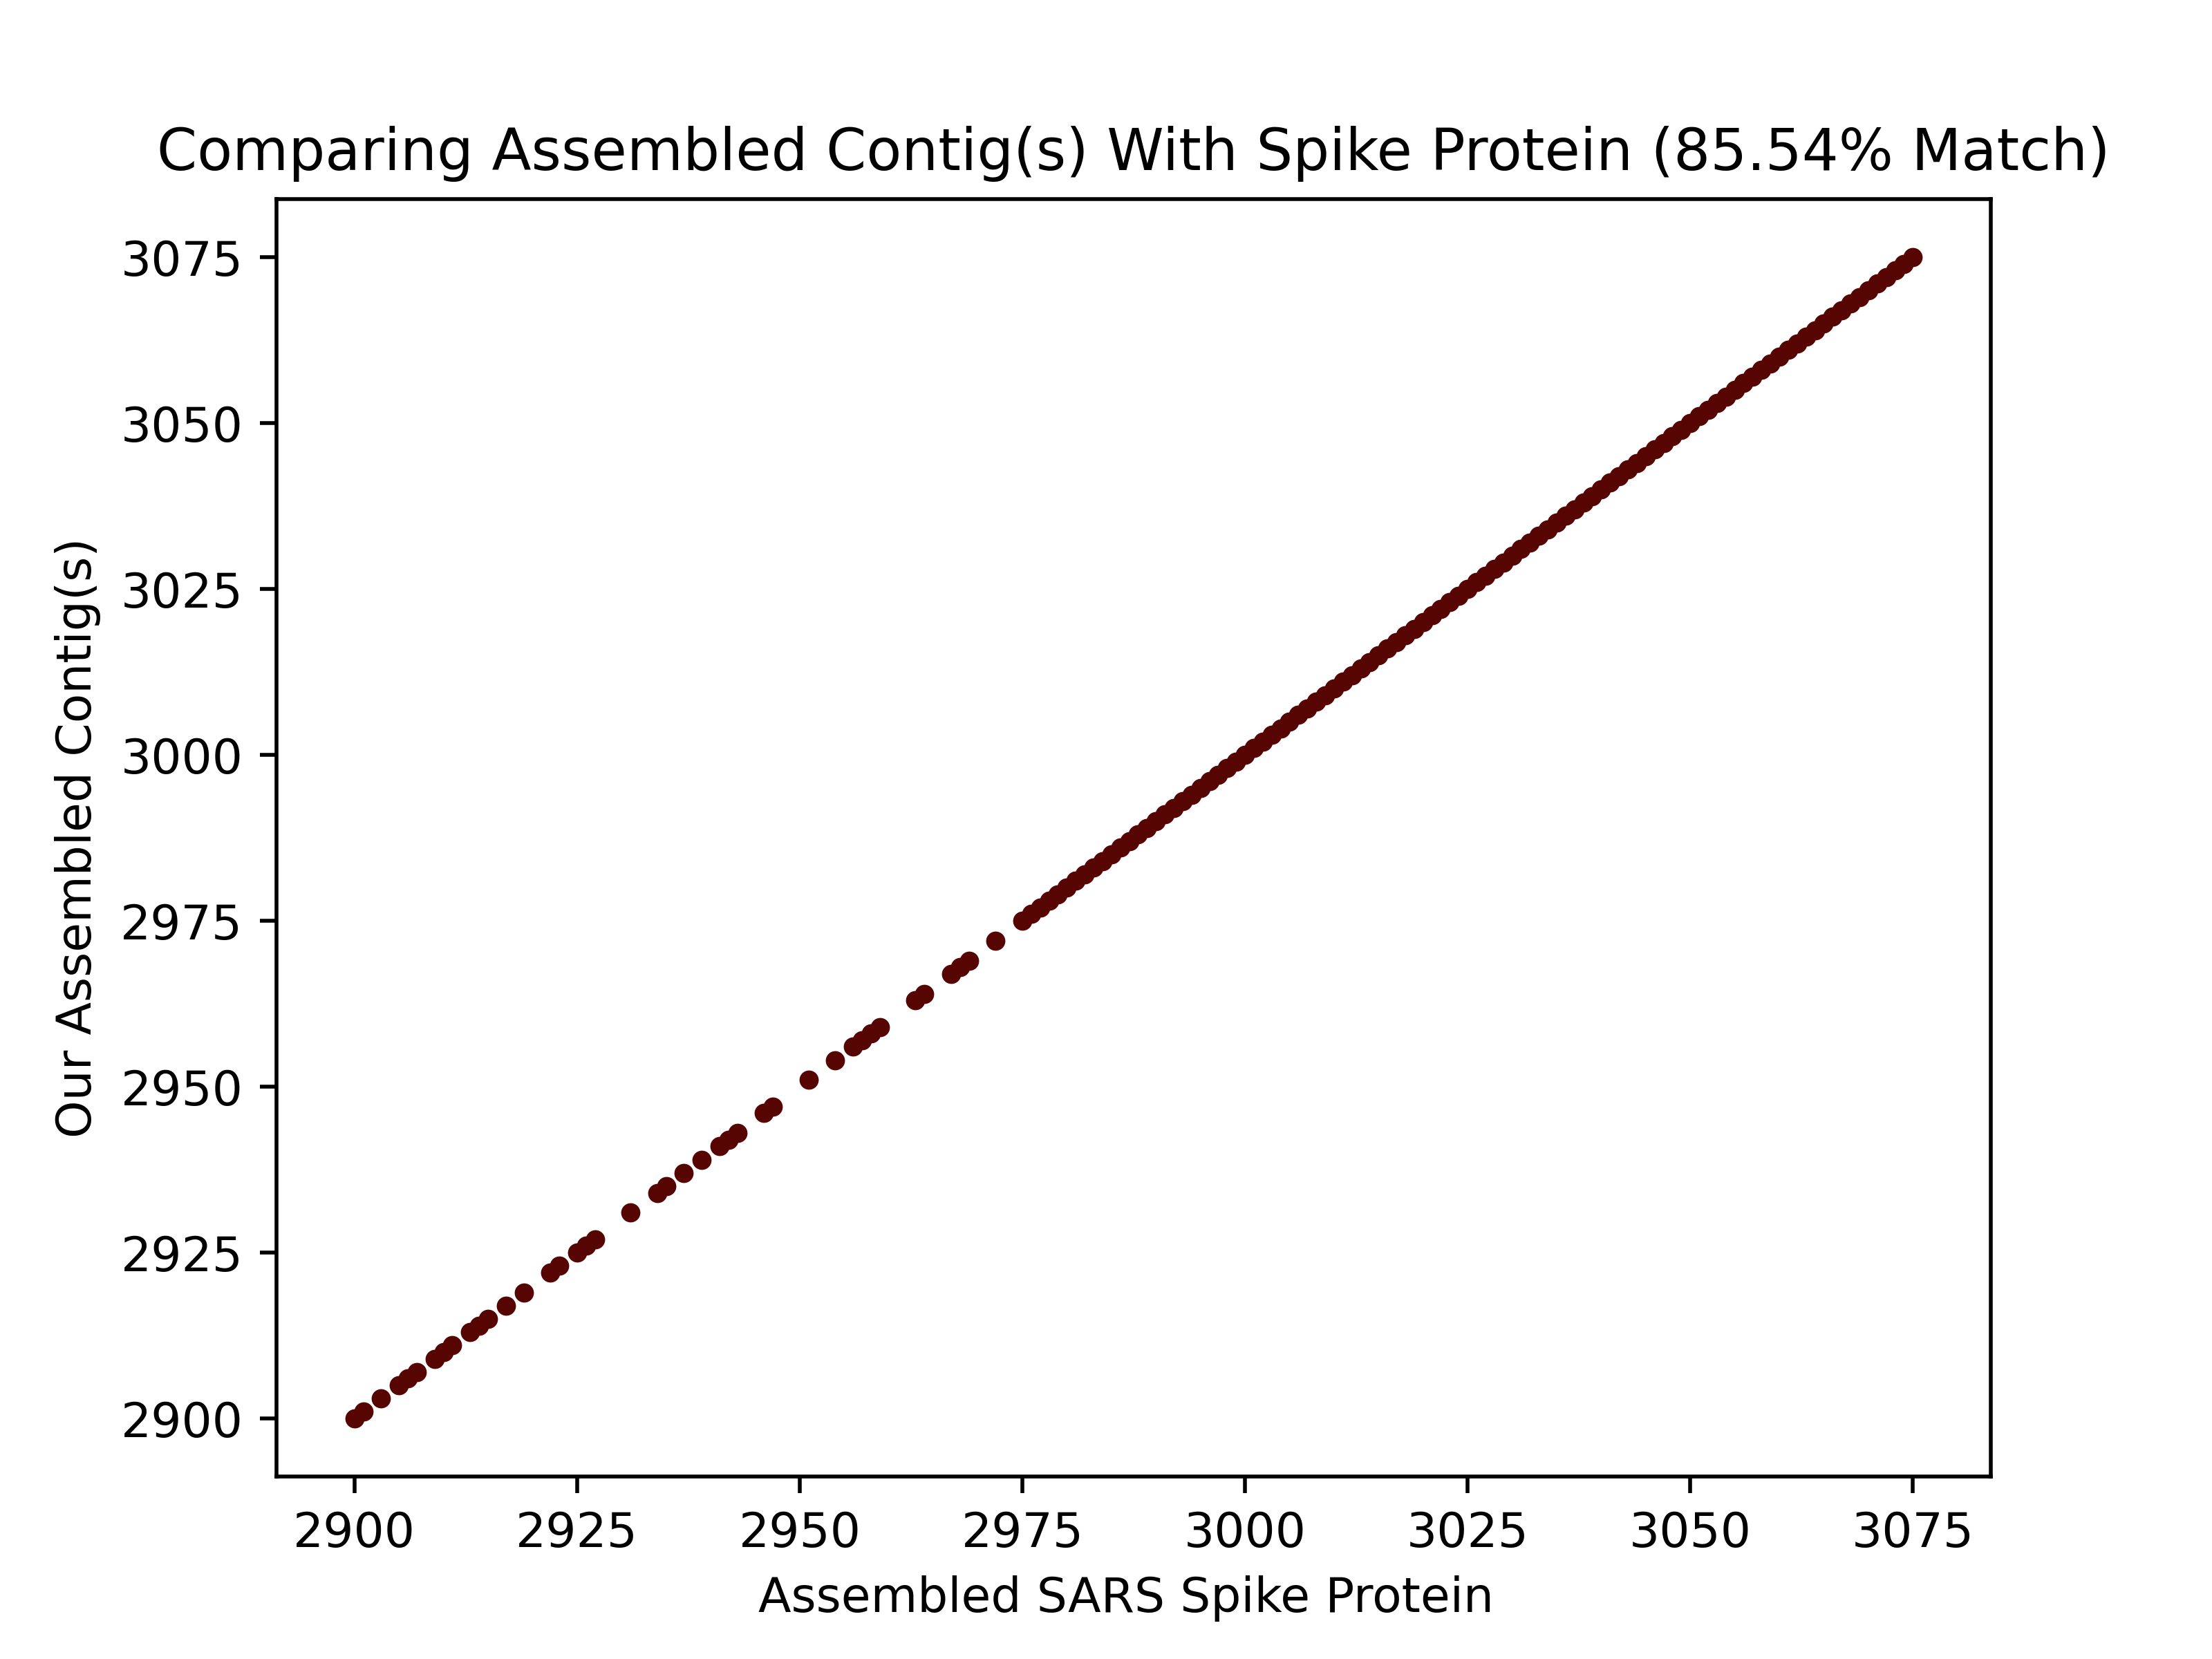 Comparing Assembled Contig(s) With Spike Protein (85.54% Match)
Our Assembled Contig(s)
3075
3050
3025
3000
2975
2950
2925
2900
2900 2925 2950 2975 3000 3025 3050 3075
Assembled SARS Spike Protein